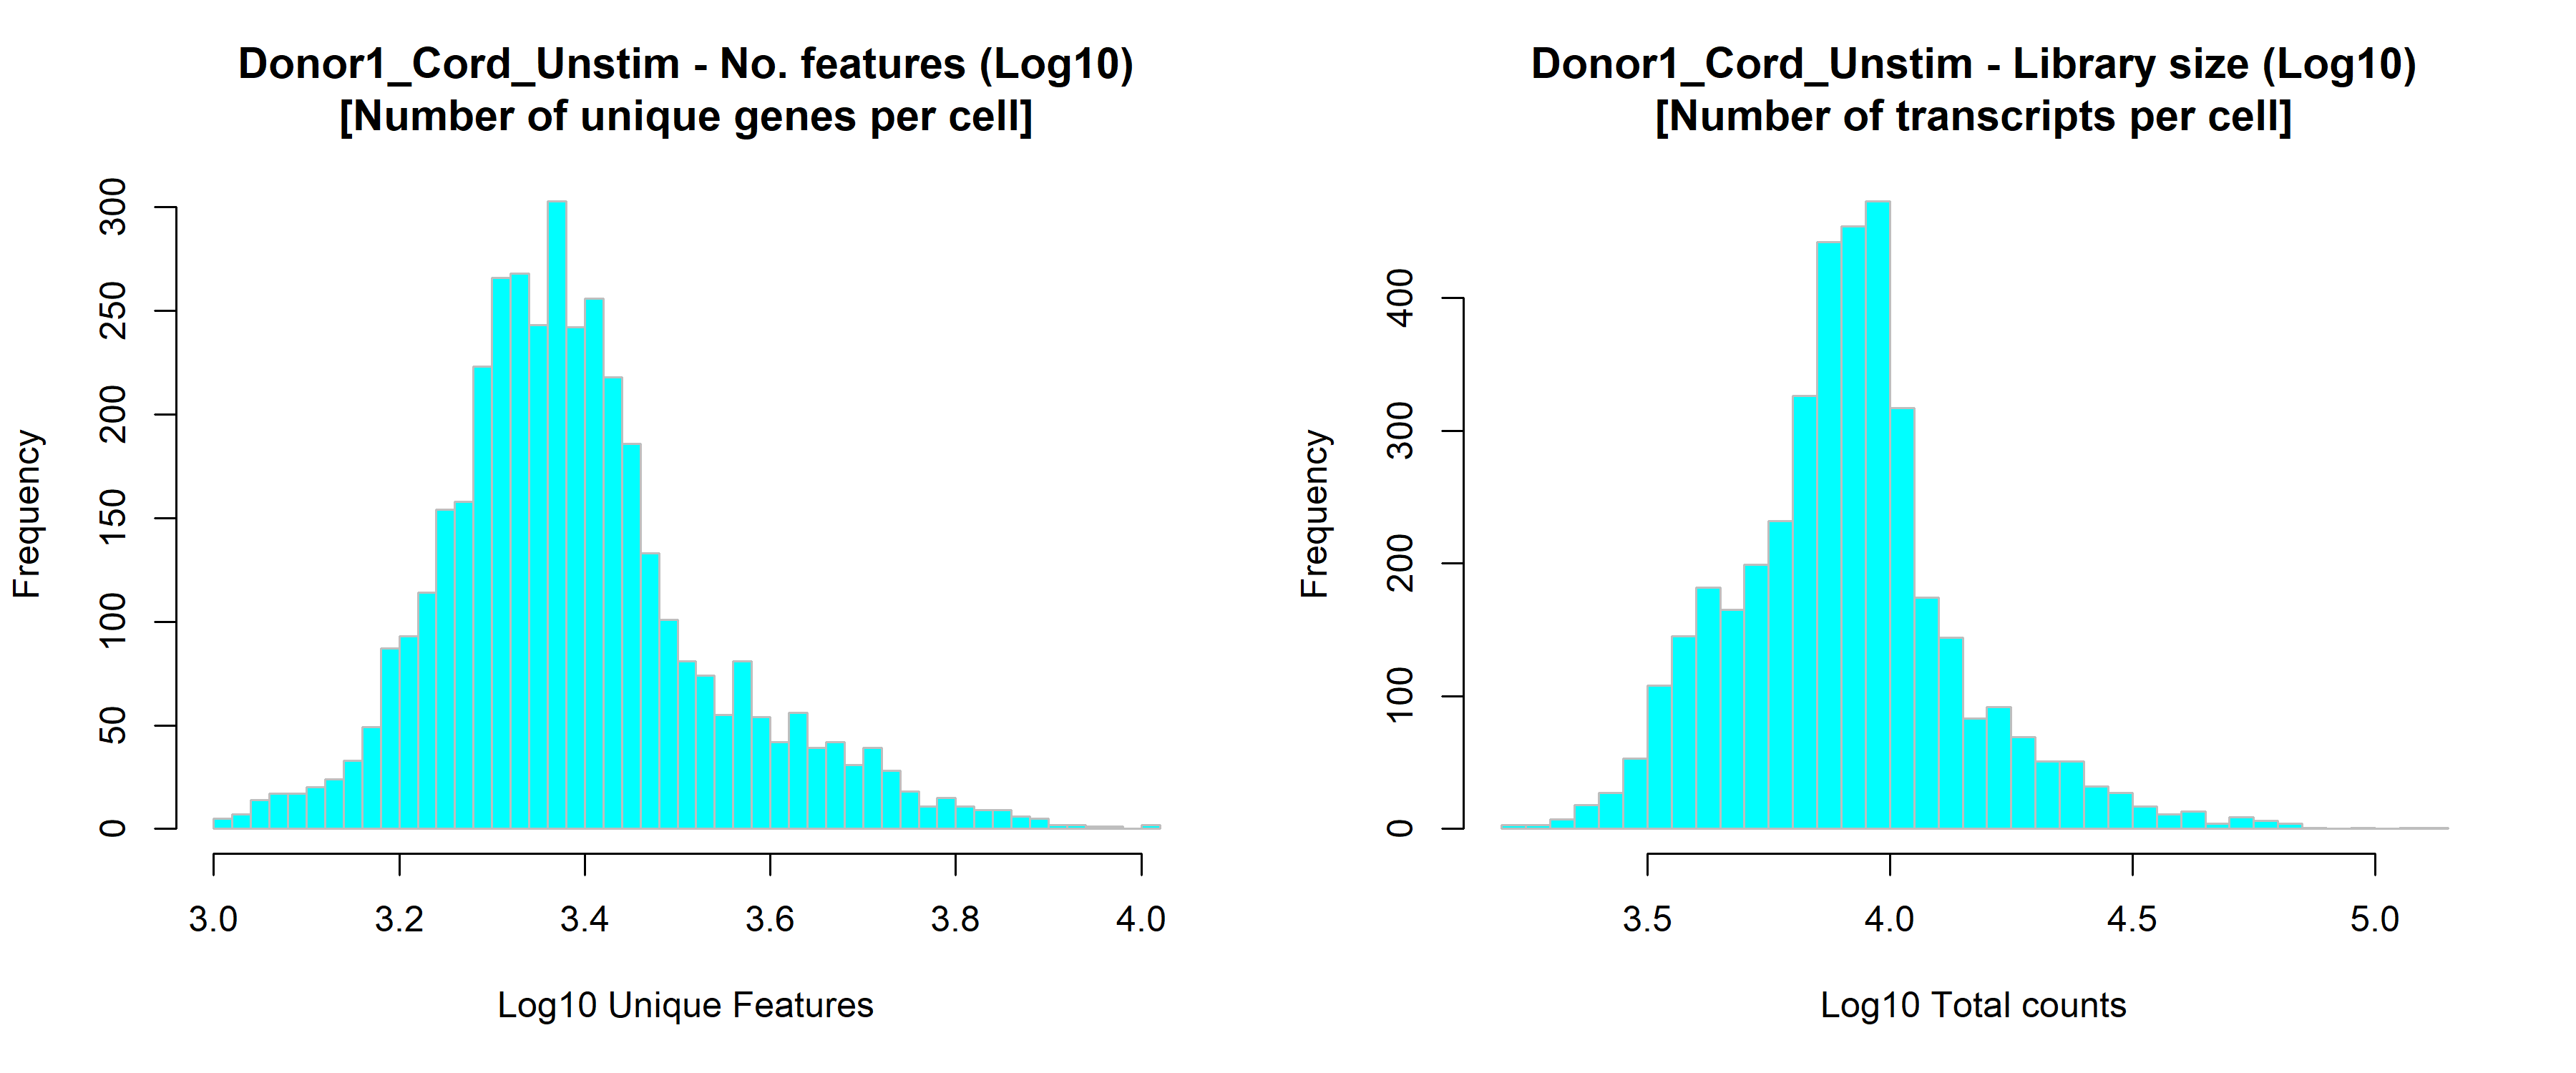 Donor1_Cord_Unstim - No. features (Log10)
[Number of unique genes per cell]
Frequency
300
250
200
150
100
50
0
3.0 3.2 3.4 3.6 3.8 4.0
Log10 Unique Features
Donor1_Cord_Unstim - Library size (Log10)
[Number of transcripts per cell]
Frequency
400
300
200
100
0
3.5 4.0 4.5 5.0
Log10 Total counts